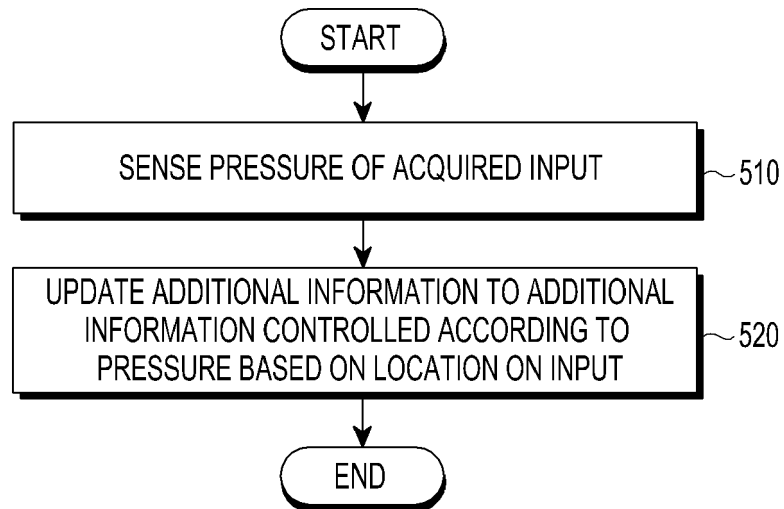 START
SENSE PRESSURE OF ACQUIRED INPUT
510
UPDATE ADDITIONAL INFORMATION TO ADDITIONAL
INFORMATION CONTROLLED ACCORDING TO
PRESSURE BASED ON LOCATION ON INPUT
520
END